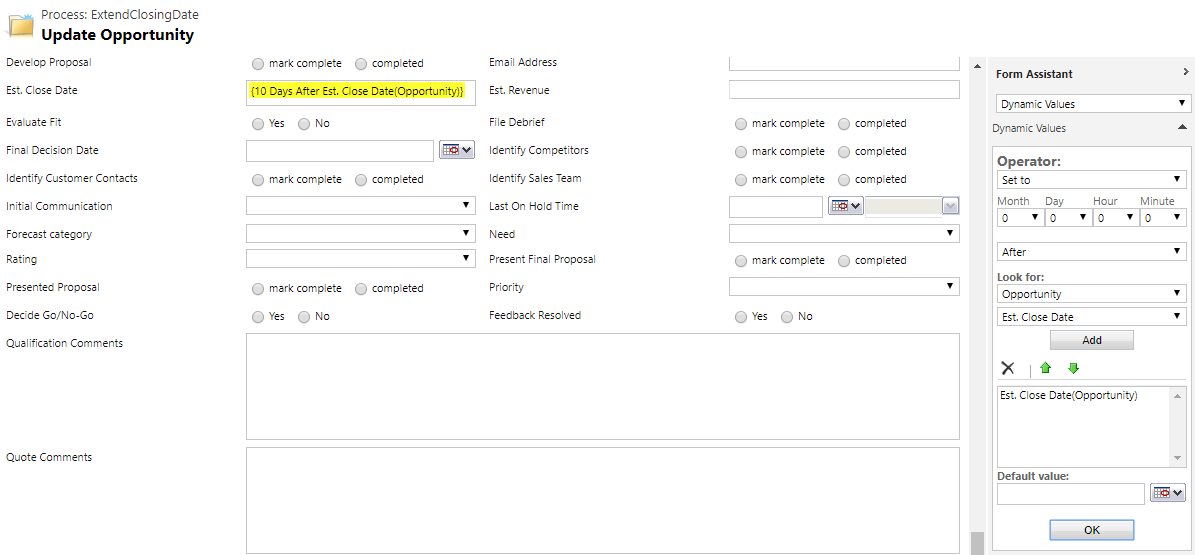 Process: ExtendClosingDate
Update Opportunity
Develop Proposal mark complete completed Email Address
Est. Close Date {10 Days After Est. Close Date(Opportunity)} Est. Revenue
Evaluate Fit Yes No File Debrief mark complete completed
Final Decision Date Identify Competitors mark complete completed
Identify Customer Contacts mark complete completed Identify Sales Team mark complete completed
Initial Communication Last On Hold Time
Forecast category Need
Rating Present Final Proposal mark complete completed
Presented Proposal mark complete completed Priority
Decide Go/No-Go Yes No Feedback Resolved Yes No
Qualification Comments
Quote Comments
Form Assistant
Dynamic Values
Dynamic Values
Operator:
Set to
Month Day Hour Minute
0 0 0 0
After
Look for:
Opportunity
Est. Close Date
Add
Est. Close Date(Opportunity)
Default value:
OK